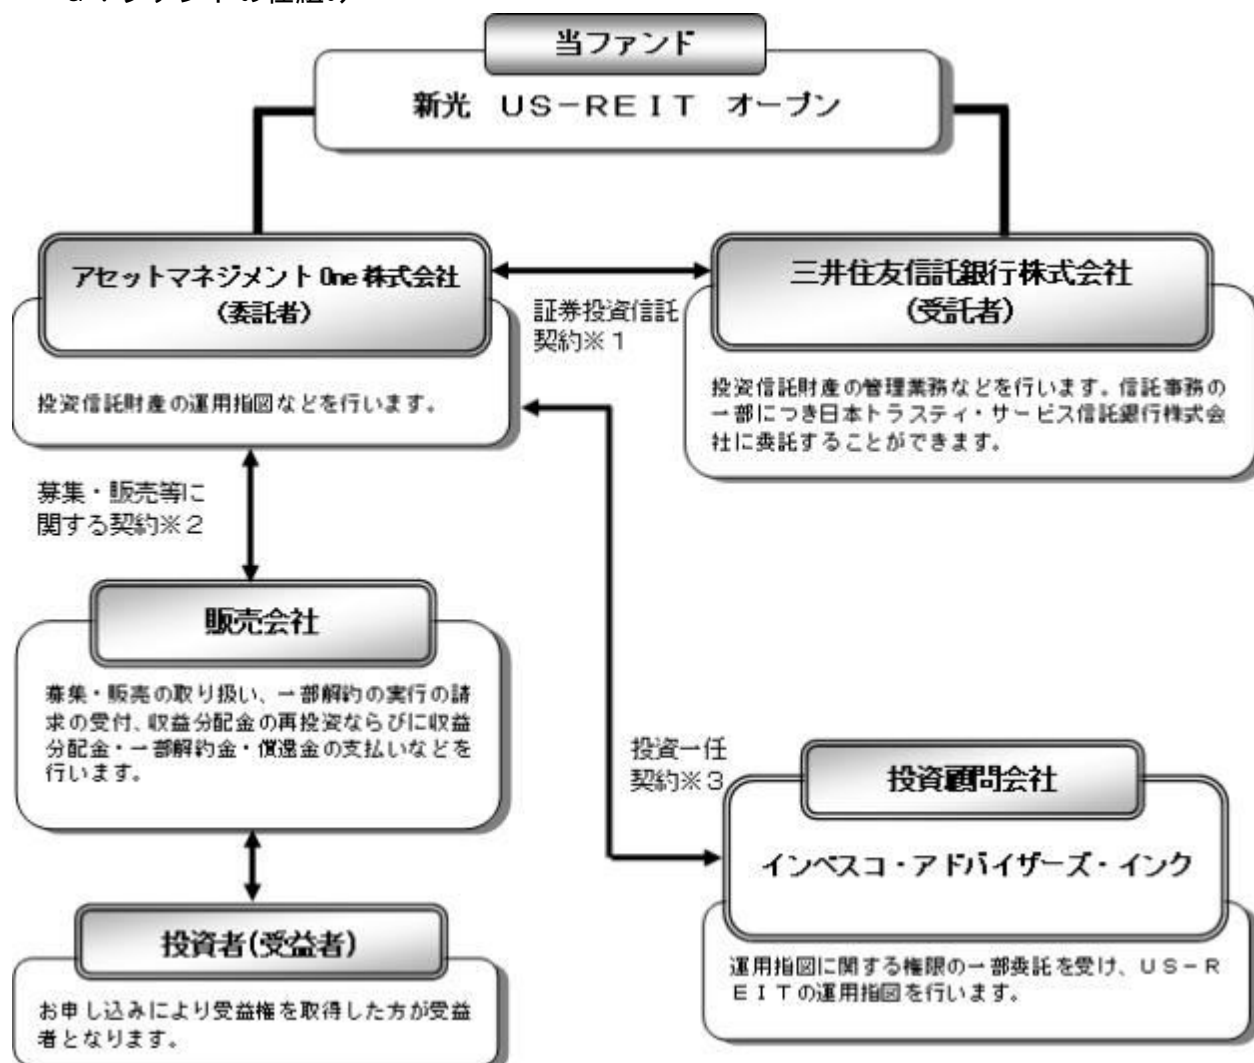 当ファンド
新光 US-REIT オープン
アセットマネジメント One 株式会社
(委託者)
投資信託財産の運用指図などを行います。
証券投資信託
契約※1
三井住友信託銀行株式会社
(受託者)
投資信託財産の管理業務などを行います。信託事務の
一部につき日本トラスティ・サービス信託銀行株式会
社に委託することができます。
募集・販売等に
関する契約※2
販売会社
募集・販売の取り扱い、一部解約の実行の請
求の受付、収益分配金の再投資ならびに収益
分配金・一部解約金・償還金の支払いなどを
行います。
投資一任
契約※3
投資顧問会社
インベスコ・アドバイザーズ・インク
運用指図に関する権限の一部委託を受け、US-R
EITの運用指図を行います。
投資者(受益者)
お申し込みにより受益権を取得した方が受益
者となります。